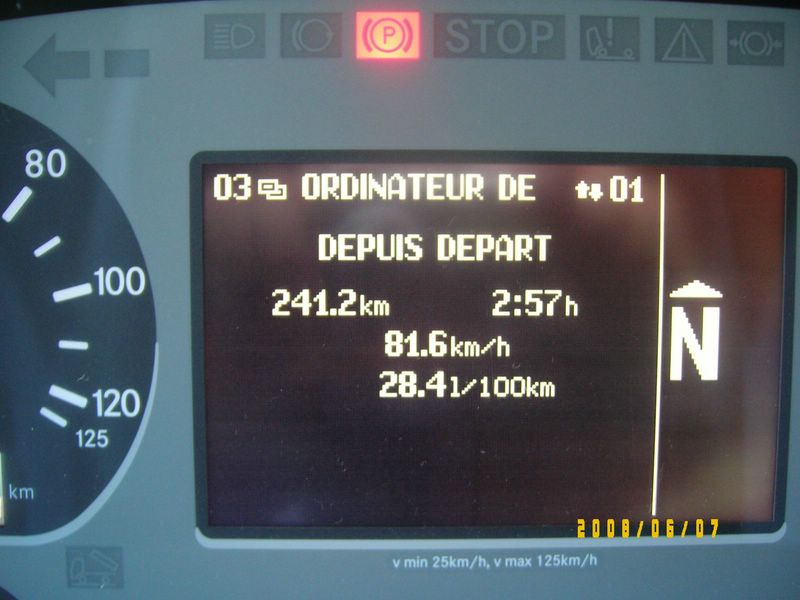 P STOP
80
100
120
125
km
03 ORDINATEUR DE 01
DEPUIS DEPART
241.2km 2:57h
81.6km/h
28.4l/100km
N
2008/06/07
v min 25km/h, v max 125km/h